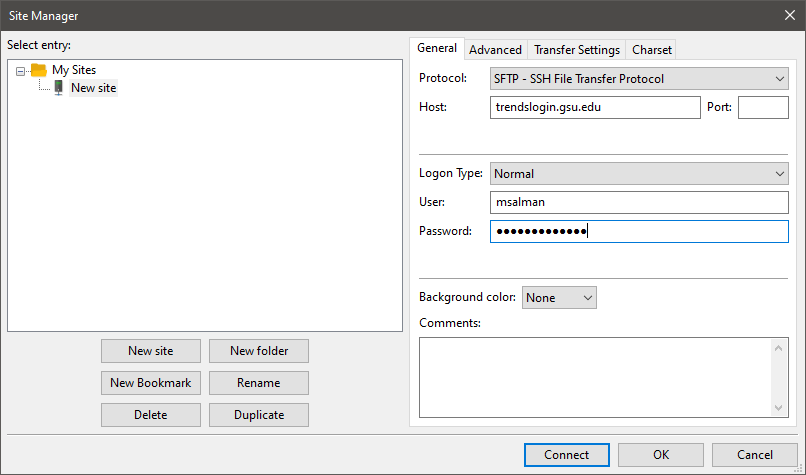 Site Manager
Select entry:
My Sites
New site
New site New folder
New Bookmark Rename
Delete Duplicate
General Advanced Transfer Settings Charset
Protocol: SFTP - SSH File Transfer Protocol
Host: trendslogin.gsu.edu Port:
Logon Type: Normal
User: msalman
Password: ●●●●●●●●●●●●●
Background color: None
Comments:
Connect OK Cancel